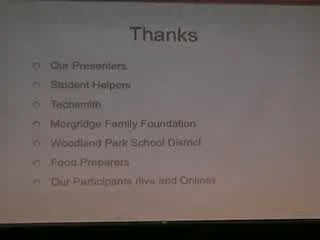 Thanks
Our Presenters
Student Helpers
Techsmith
Morgridge Family Foundation
Woodland Park School District
Food Preparers
Our Participants (live and Online)